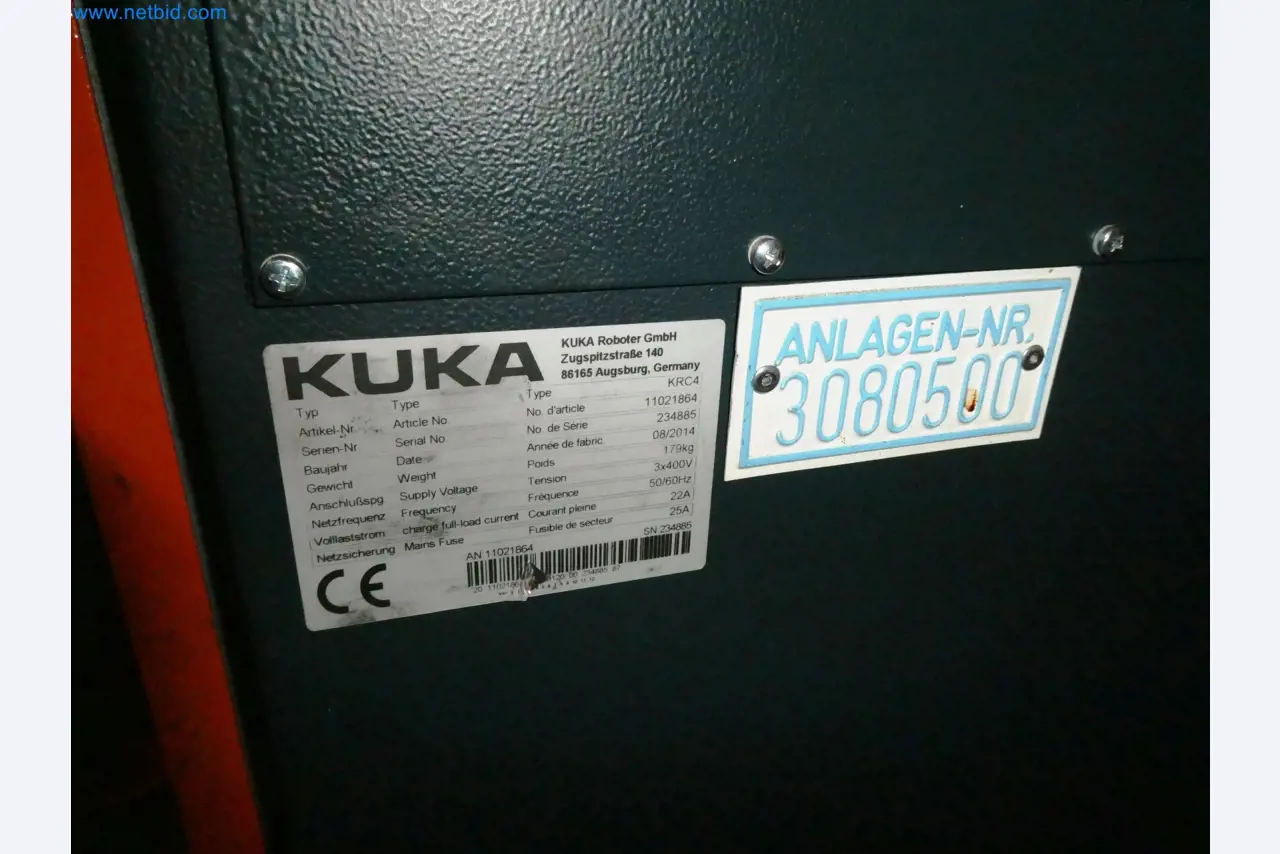 www.netbid.com
KUKA
KUKA Roboter GmbH
Zugspitzstraße 140
86165 Augsburg, Germany
Typ Type Type KRC4
Artikel-Nr. Article No. No. d'article 11021864
Serien-Nr Serial No. No. de Série 234885
Baujahr Date Année de fabric. 08/2014
Gewicht Weight Poids 179kg
Anschlußspg. Supply Voltage Tension 3x400V
Netzfrequenz Frequency Fréquence 50/60Hz
Volllaststrom charge full-load current Courant pleine 22A
Netzsicherung Mains Fuse Fusible de secteur 25A
AN 11021864 SN 234885
CE
ANLAGEN-NR.
3080500